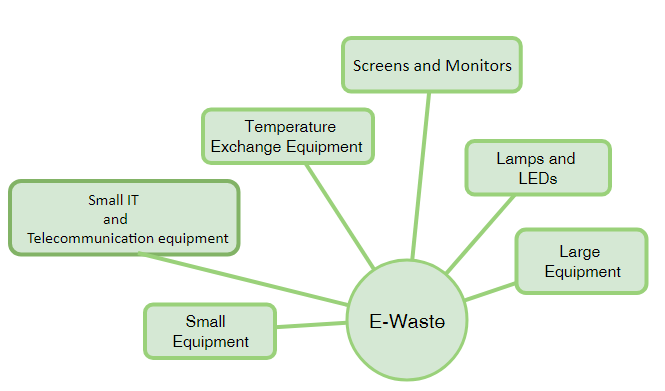 Screens and Monitors
Temperature
Exchange Equipment
Lamps and
LEDs
Small IT
and
Telecommunication equipment
Large
Equipment
Small
Equipment
E-Waste